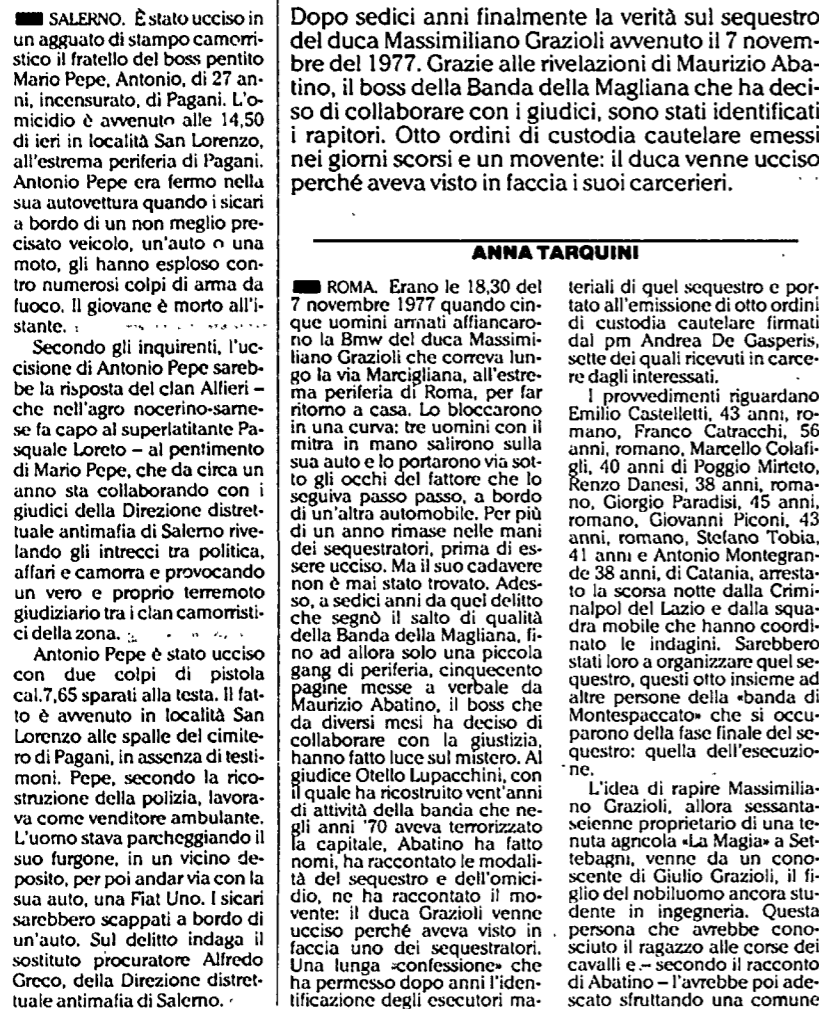 SALERNO. È stato ucciso in
un agguato di stampo camorri-
stico il fratello del boss pentito
Mario Pepe, Antonio, di 27 an-
ni, incensurato, di Pagani. L'o-
micidio è avvenuto alle 14,50
di ieri in località San Lorenzo,
all'estrema periferia di Pagani.
Antonio Pepe era fermo nella
sua autovettura quando i sicari
a bordo di un non meglio pre-
cisato veicolo, un'auto o una
moto, gli hanno esploso con-
tro numerosi colpi di arma da
fuoco. Il giovane è morto all'i-
stante.
Secondo gli inquirenti, l'uc-
cisione di Antonio Pepe sareb-
be la risposta del clan Alfieri –
che nell'agro nocerino-sarne-
se fa capo al superlatitante Pa-
squale Loreto – al pentimento
di Mario Pepe, che da circa un
anno sta collaborando con i
giudici della Direzione distret-
tuale antimafia di Salerno rive-
lando gli intrecci tra politica,
affari e camorra e provocando
un vero e proprio terremoto
giudiziario tra i clan camorristi-
ci della zona.
Antonio Pepe è stato ucciso
con due colpi di pistola
cal.7,65 sparati alla testa. Il fat-
to è avvenuto in località San
Lorenzo alle spalle del cimite-
ro di Pagani, in assenza di testi-
moni. Pepe, secondo la rico-
struzione della polizia, lavora-
va come venditore ambulante.
L'uomo stava parcheggiando il
suo furgone, in un vicino de-
posito, per poi andar via con la
sua auto, una Fiat Uno. I sicari
sarebbero scappati a bordo di
un'auto. Sul delitto indaga il
sostituto procuratore Alfredo
Greco, della Direzione distret-
tuale antimafia di Salerno.
Dopo sedici anni finalmente la verità sul sequestro
del duca Massimiliano Grazioli avvenuto il 7 novem-
bre del 1977. Grazie alle rivelazioni di Maurizio Aba-
tino, il boss della Banda della Magliana che ha deci-
so di collaborare con i giudici, sono stati identificati
i rapitori. Otto ordini di custodia cautelare emessi
nei giorni scorsi e un movente: il duca venne ucciso
perché aveva visto in faccia i suoi carcerieri.
ANNA TARQUINI
ROMA. Erano le 18,30 del
7 novembre 1977 quando cin-
que uomini armati affiancaro-
no la Bmw del duca Massimi-
liano Grazioli che correva lun-
go la via Marcigliana, all'estre-
ma periferia di Roma, per far
ritorno a casa. Lo bloccarono
in una curva: tre uomini con il
mitra in mano salirono sulla
sua auto e lo portarono via sot-
to gli occhi del fattore che lo
seguiva passo passo, a bordo
di un'altra automobile. Per più
di un anno rimase nelle mani
dei sequestratori, prima di es-
sere ucciso. Ma il suo cadavere
non è mai stato trovato. Ades-
so, a sedici anni da quel delitto
che segnò il salto di qualità
della Banda della Magliana, fi-
no ad allora solo una piccola
gang di periferia, cinquecento
pagine messe a verbale da
Maurizio Abatino, il boss che
da diversi mesi ha deciso di
collaborare con la giustizia,
hanno fatto luce sul mistero. Al
giudice Otello Lupacchini, con
il quale ha ricostruito vent'anni
di attività della banda che ne-
gli anni '70 aveva terrorizzato
la capitale, Abatino ha fatto
nomi, ha raccontato le modali-
tà del sequestro e dell'omici-
dio, ne ha raccontato il mo-
vente: il duca Grazioli venne
ucciso perché aveva visto in
faccia uno dei sequestratori.
Una lunga «confessione» che
ha permesso dopo anni l'iden-
tificazione degli esecutori ma-
teriali di quel sequestro e por-
tato all'emissione di otto ordini
di custodia cautelare firmati
dal pm Andrea De Gasperis,
sette dei quali ricevuti in carce-
re dagli interessati.
I provvedimenti riguardano
Emilio Castelletti, 43 anni, ro-
mano, Franco Catracchi, 56
anni, romano, Marcello Colafi-
gli, 40 anni di Poggio Mirteto,
Renzo Danesi, 38 anni, roma-
no, Giorgio Paradisi, 45 anni,
romano, Giovanni Piconi, 43
anni, romano, Stefano Tobia,
41 anni e Antonio Montegran-
de 38 anni, di Catania, arresta-
to la scorsa notte dalla Crimi-
nalpol del Lazio e dalla squa-
dra mobile che hanno coordi-
nato le indagini. Sarebbero
stati loro a organizzare quel se-
questro, questi otto insieme ad
altre persone della «banda di
Montespaccato» che si occu-
parono della fase finale del se-
questro: quella dell'esecuzio-
ne.
L'idea di rapire Massimilia-
no Grazioli, allora sessanta-
seienne proprietario di una te-
nuta agricola «La Magia» a Set-
tebagni, venne da un cono-
scente di Giulio Grazioli, il fi-
glio del nobiluomo ancora stu-
dente in ingegneria. Questa
persona che avrebbe cono-
sciuto il ragazzo alle corse dei
cavalli e – secondo il racconto
di Abatino – l'avrebbe poi ade-
scato sfruttando una comune